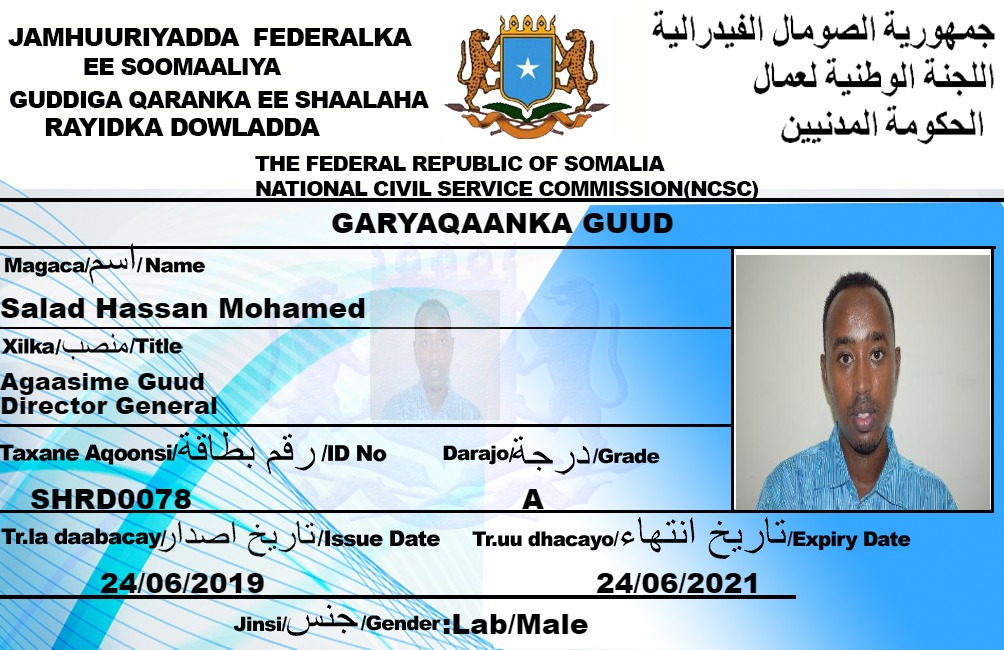 JAMHUURIYADDA FEDERALKA
EE SOOMAALIYA
GUDDIGA QARANKA EE SHAALAHA
RAYIDKA DOWLADDA
جمهورية الصومال الفيدرالية
اللجنة الوطنية لعمال
الحكومة المدنيين
THE FEDERAL REPUBLIC OF SOMALIA
NATIONAL CIVIL SERVICE COMMISSION(NCSC)
GARYAQAANKA GUUD
Magaca/اسم/Name
Salad Hassan Mohamed
Xilka/منصب/Title
Agaasime Guud
Director General
Taxane Aqoonsi/رقم بطاقة/ID No Darajo/درجة/Grade
SHRD0078 A
Tr.la daabacay/تاريخ اصدار/Issue Date Tr.uu dhacayo/تاريخ انتهاء/Expiry Date
24/06/2019 24/06/2021
Jinsi/جنس/Gender:Lab/Male